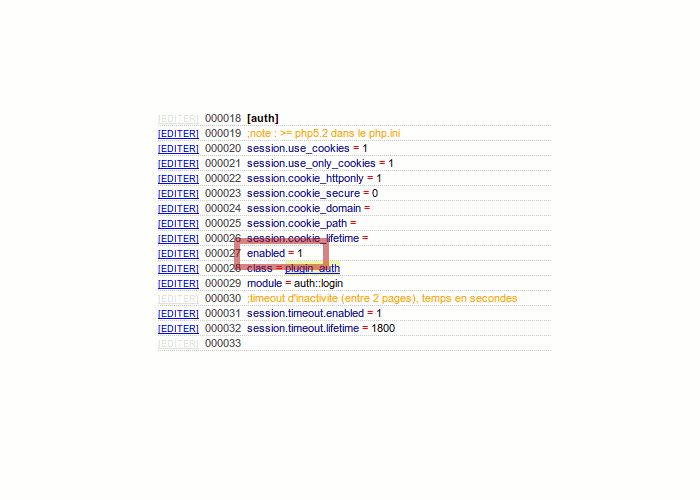 [EDITER] 000018 [auth]
[EDITER] 000019 ;note : >= php5.2 dans le php.ini
[EDITER] 000020 session.use_cookies = 1
[EDITER] 000021 session.use_only_cookies = 1
[EDITER] 000022 session.cookie_httponly = 1
[EDITER] 000023 session.cookie_secure = 0
[EDITER] 000024 session.cookie_domain =
[EDITER] 000025 session.cookie_path =
[EDITER] 000026 session.cookie_lifetime =
[EDITER] 000027 enabled = 1
[EDITER] 000028 class = plugin_auth
[EDITER] 000029 module = auth::login
[EDITER] 000030 ;timeout d'inactivite (entre 2 pages), temps en secondes
[EDITER] 000031 session.timeout.enabled = 1
[EDITER] 000032 session.timeout.lifetime = 1800
[EDITER] 000033